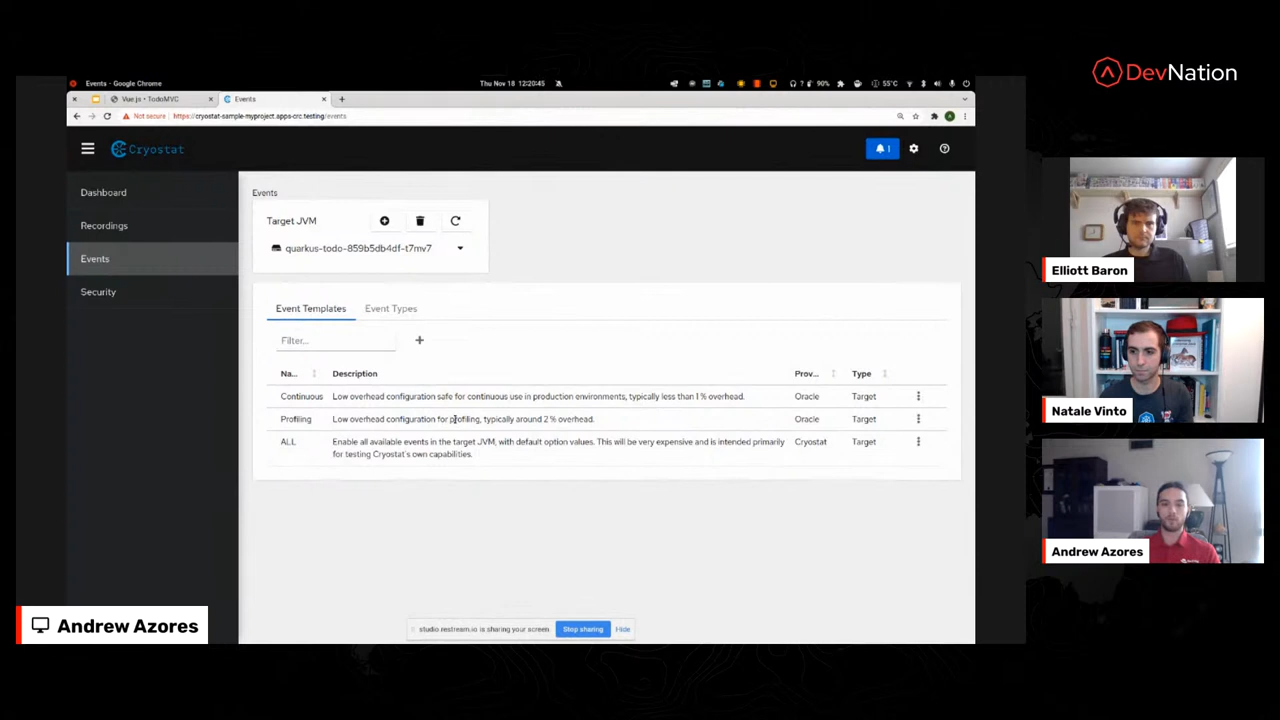 DevNation
Events - Google Chrome
Thu Nov 18 12:20:45
90%
55°C
Vue.js • TodoMVC
Events
Not secure
https://cryostat-sample-myproject.apps-crc.testing/events
Cryostat
1
Dashboard
Recordings
Events
Security
Events
Target JVM
quarkus-todo-859b5db4df-t7mv7
Event Templates
Event Types
Filter...
Na...
Description
Prov...
Type
Continuous
Low overhead configuration safe for continuous use in production environments, typically less than 1 % overhead.
Oracle
Target
Profiling
Low overhead configuration for profiling, typically around 2 % overhead.
Oracle
Target
ALL
Enable all available events in the target JVM, with default option values. This will be very expensive and is intended primarily
for testing Cryostat's own capabilities.
Cryostat
Target
studio.restream.io is sharing your screen
Stop sharing
Hide
Andrew Azores
Elliott Baron
Natale Vinto
Andrew Azores